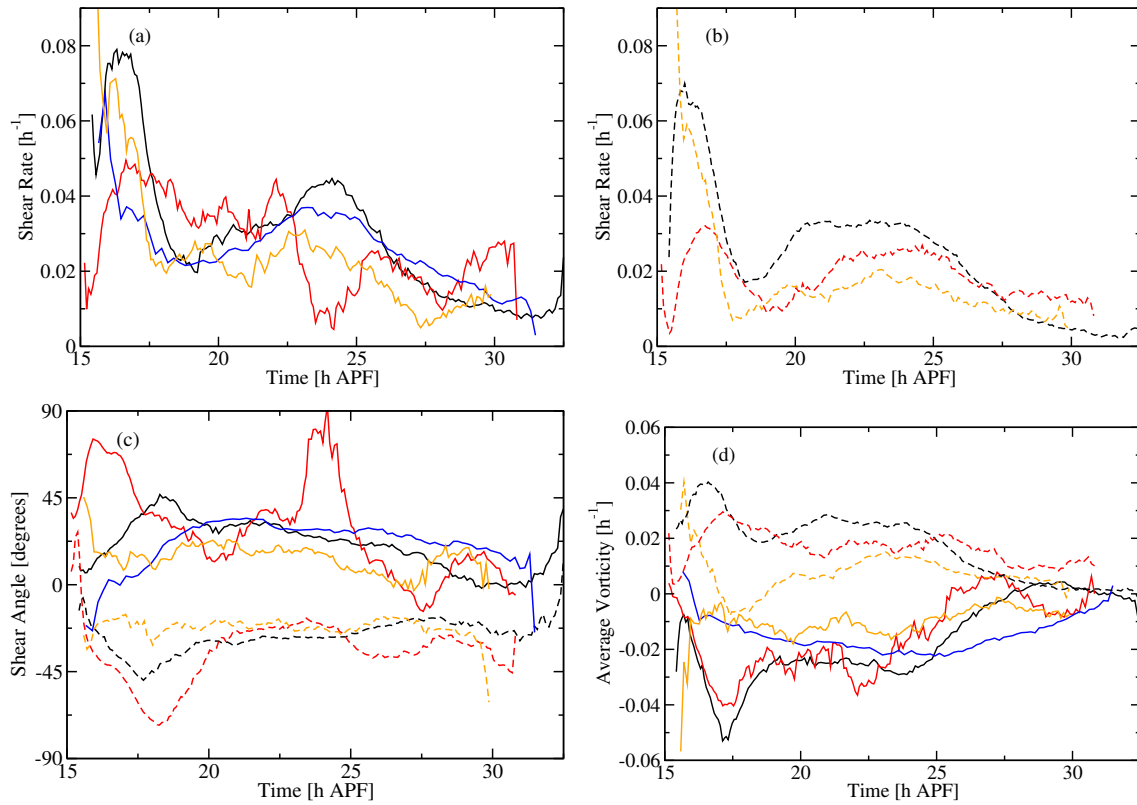 (a)
0.08
0.06
0.04
0.02
0
Shear Rate [h⁻¹]
15 20 25 30
Time [h APF]
(b)
0.08
0.06
0.04
0.02
0
Shear Rate [h⁻¹]
15 20 25 30
Time [h APF]
(c)
90
45
0
-45
-90
Shear Angle [degrees]
15 20 25 30
Time [h APF]
(d)
0.06
0.04
0.02
0
-0.02
-0.04
-0.06
Average Vorticity [h⁻¹]
15 20 25 30
Time [h APF]